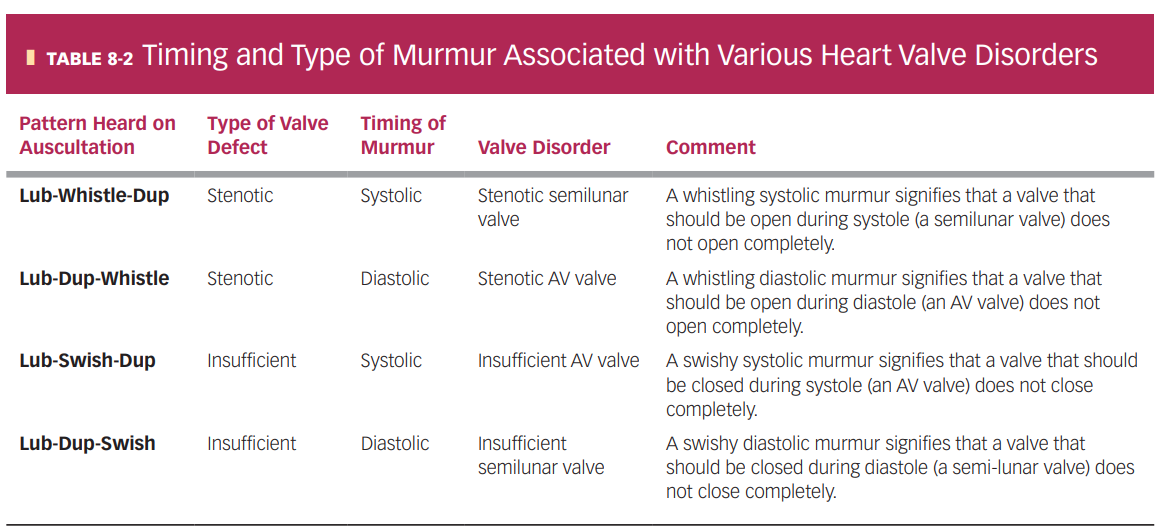 TABLE 8-2 Timing and Type of Murmur Associated with Various Heart Valve Disorders
Pattern Heard on
Auscultation
Type of Valve
Defect
Timing of
Murmur
Valve Disorder
Comment
Lub-Whistle-Dup
Stenotic
Systolic
Stenotic semilunar
valve
A whistling systolic murmur signifies that a valve that
should be open during systole (a semilunar valve) does
not open completely.
Lub-Dup-Whistle
Stenotic
Diastolic
Stenotic AV valve
A whistling diastolic murmur signifies that a valve that
should be open during diastole (an AV valve) does not
open completely.
Lub-Swish-Dup
Insufficient
Systolic
Insufficient AV valve
A swishy systolic murmur signifies that a valve that should
be closed during systole (an AV valve) does not close
completely.
Lub-Dup-Swish
Insufficient
Diastolic
Insufficient
semilunar valve
A swishy diastolic murmur signifies that a valve that
should be closed during diastole (a semi-lunar valve) does
not close completely.